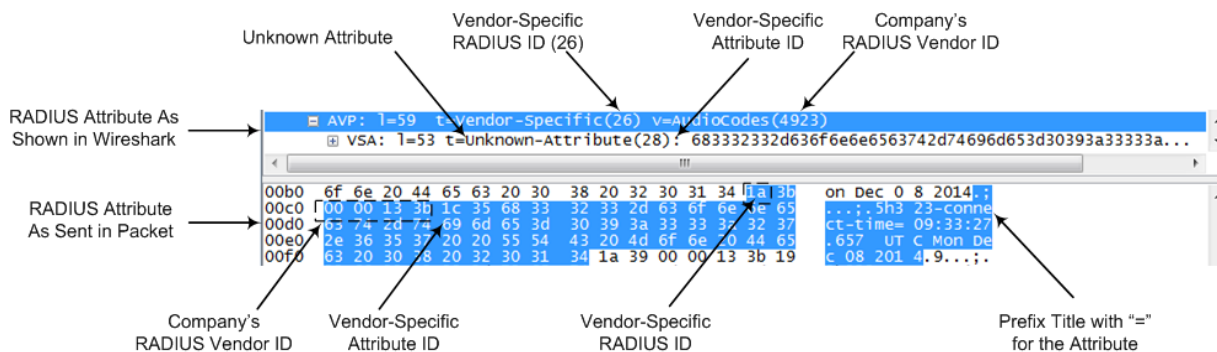 Unknown Attribute
Vendor-Specific
RADIUS ID (26)
Vendor-Specific
Attribute ID
Company's
RADIUS Vendor ID
RADIUS Attribute As
Shown in Wireshark
AVP: l=59 t=Vendor-Specific(26) v=AudioCodes(4923)
VSA: l=53 t=Unknown-Attribute(28): 683332332d636f6e6e6563742d74696d653d30393a33333a...
RADIUS Attribute
As Sent in Packet
00b0 6f 6e 20 44 65 63 20 30 38 20 32 30 31 34 1a 3b on Dec 0 8 2014.;
00c0 00 00 13 3b 1c 35 68 33 32 33 2d 63 6f 6e 6e 65 ...;.5h3 23-conne
00d0 63 74 2d 74 69 6d 65 3d 30 39 3a 33 33 3a 32 37 ct-time= 09:33:27
00e0 2e 36 35 37 20 20 55 54 43 20 4d 6f 6e 20 44 65 .657 UT C Mon De
00f0 63 20 30 38 20 32 30 31 34 1a 39 00 00 13 3b 19 c 08 201 4.9...;.
Company's
RADIUS Vendor ID
Vendor-Specific
Attribute ID
Vendor-Specific
RADIUS ID
Prefix Title with “=”
for the Attribute